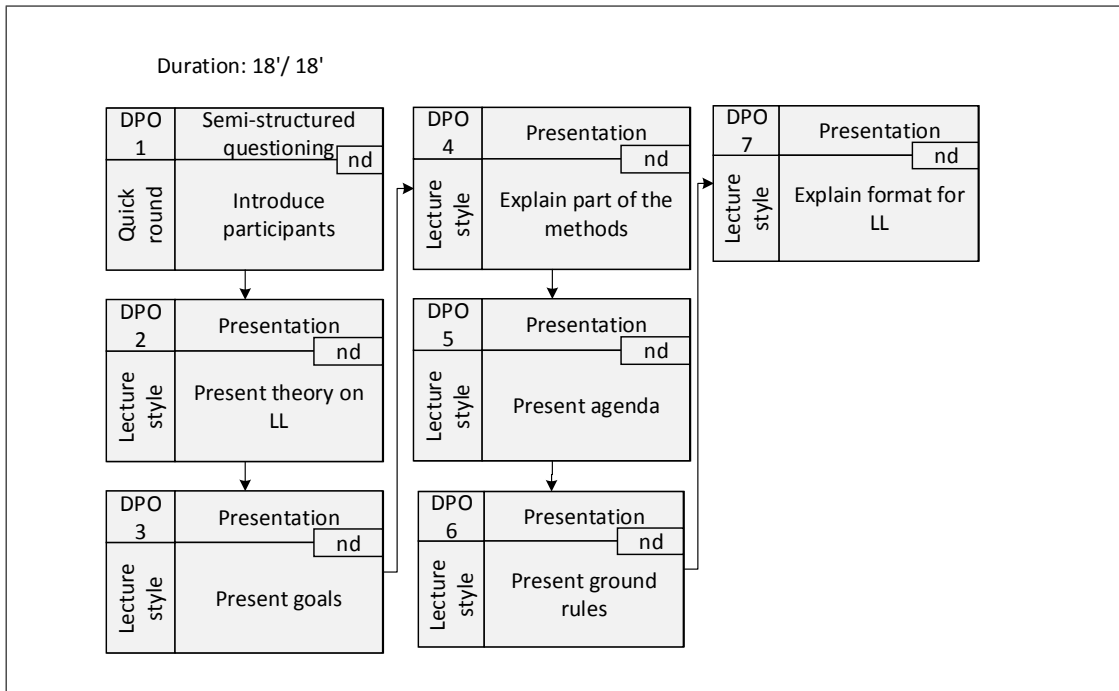 Duration: 18'/ 18'
DPO
1
Semi-structured
questioning
nd
Quick
round
Introduce
participants
DPO
2
Presentation
nd
Lecture
style
Present theory on
LL
DPO
3
Presentation
nd
Lecture
style
Present goals
DPO
4
Presentation
nd
Lecture
style
Explain part of the
methods
DPO
5
Presentation
nd
Lecture
style
Present agenda
DPO
6
Presentation
nd
Lecture
style
Present ground
rules
DPO
7
Presentation
nd
Lecture
style
Explain format for
LL